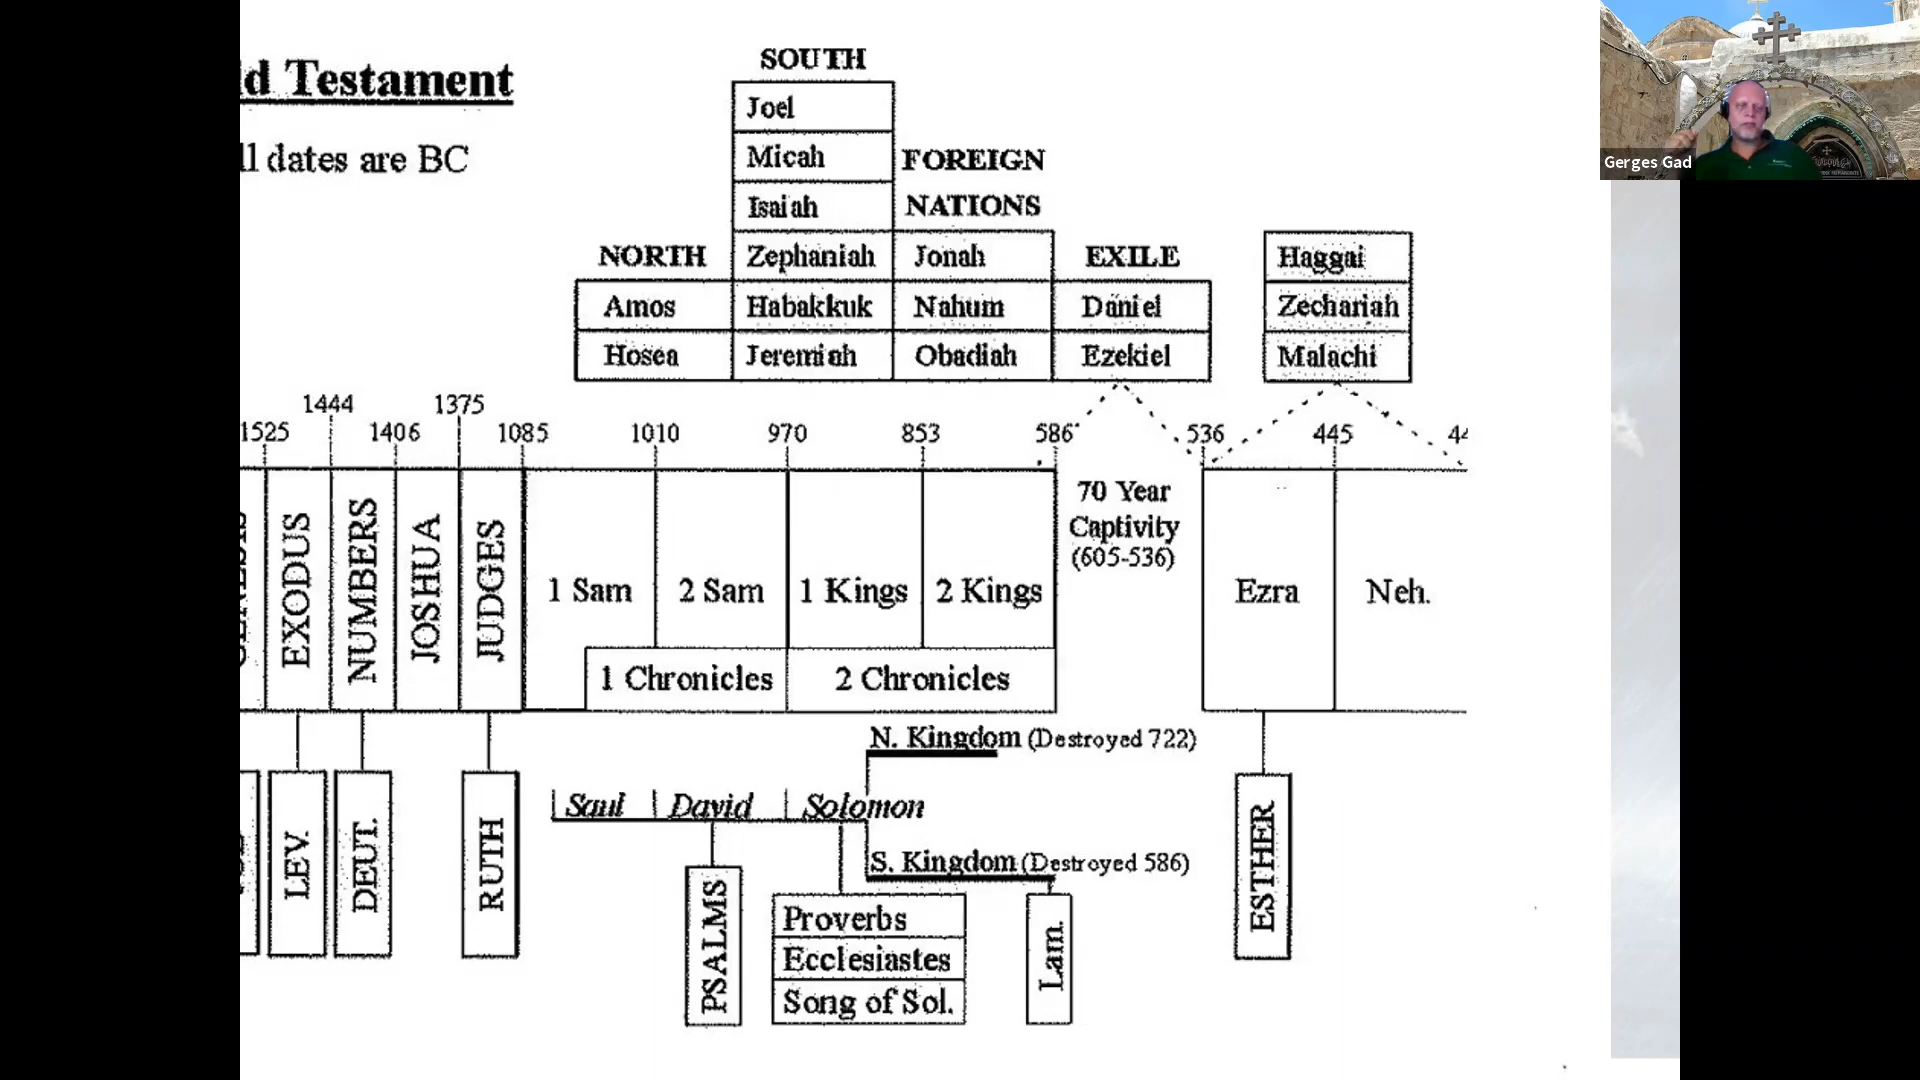 SOUTH
d Testament
Joel
ll dates are BC
Micah
FOREIGN
Gerges Gad
Isaiah
NATIONS
NORTH
Zephaniah
Jonah
EXILE
Haggai
Amos
Habakkuk
Nahum
Daniel
Zechariah
Hosea
Jeremiah
Obadiah
Ezekiel
Malachi
1444
1375
1525
1406
1085
1010
970
853
586
536
445
44
EXODUS
NUMBERS
JOSHUA
JUDGES
70 Year
Captivity
(605-536)
1 Sam
2 Sam
1 Kings
2 Kings
Ezra
Neh.
1 Chronicles
2 Chronicles
N. Kingdom (Destroyed 722)
Saul
David
Solomon
S. Kingdom (Destroyed 586)
LEV.
DEUT.
RUTH
PSALMS
Proverbs
Ecclesiastes
Song of Sol.
Lam.
ESTHER